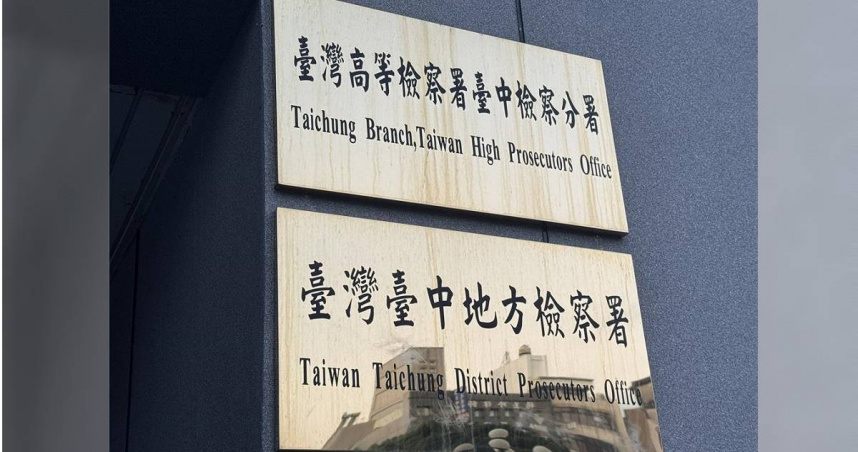 臺灣高等檢察署臺中檢察分署
Taichung Branch,Taiwan High Prosecutors Office
臺灣臺中地方檢察署
Taiwan Taichung District Prosecutors Office